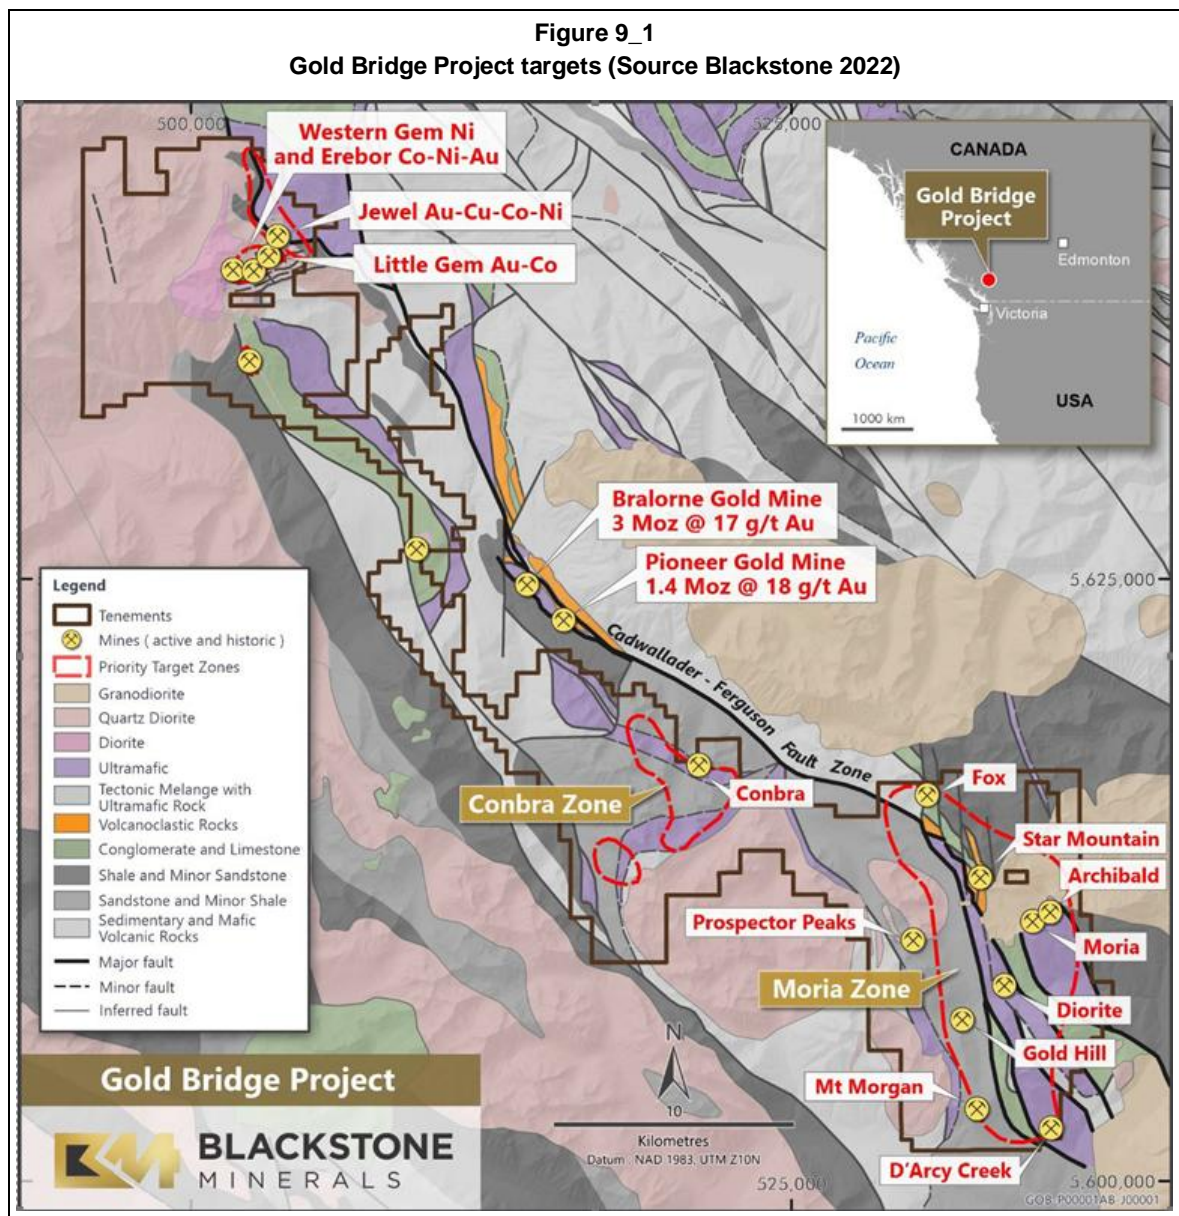 Figure 9_1
Gold Bridge Project targets (Source Blackstone 2022)
500,000
525,000
Western Gem Ni
and Erebor Co-Ni-Au
Jewel Au-Cu-Co-Ni
Little Gem Au-Co
CANADA
Gold Bridge
Project
Edmonton
Victoria
Pacific
Ocean
USA
1000 km
Bralorne Gold Mine
3 Moz @ 17 g/t Au
Pioneer Gold Mine
1.4 Moz @ 18 g/t Au
5,625,000
Cadwallader - Ferguson Fault Zone
Legend
Tenements
Mines ( active and historic )
Priority Target Zones
Granodiorite
Quartz Diorite
Diorite
Ultramafic
Tectonic Melange with
Ultramafic Rock
Volcanoclastic Rocks
Conglomerate and Limestone
Shale and Minor Sandstone
Sandstone and Minor Shale
Sedimentary and Mafic
Volcanic Rocks
Major fault
Minor fault
Inferred fault
Conbra Zone
Conbra
Fox
Star Mountain
Archibald
Prospector Peaks
Moria
Moria Zone
Diorite
Gold Hill
Mt Morgan
D'Arcy Creek
N
10
Kilometres
Datum : NAD 1983, UTM Z10N
525,000
5,600,000
GOB-P00001AB-J00001
Gold Bridge Project
BLACKSTONE
MINERALS